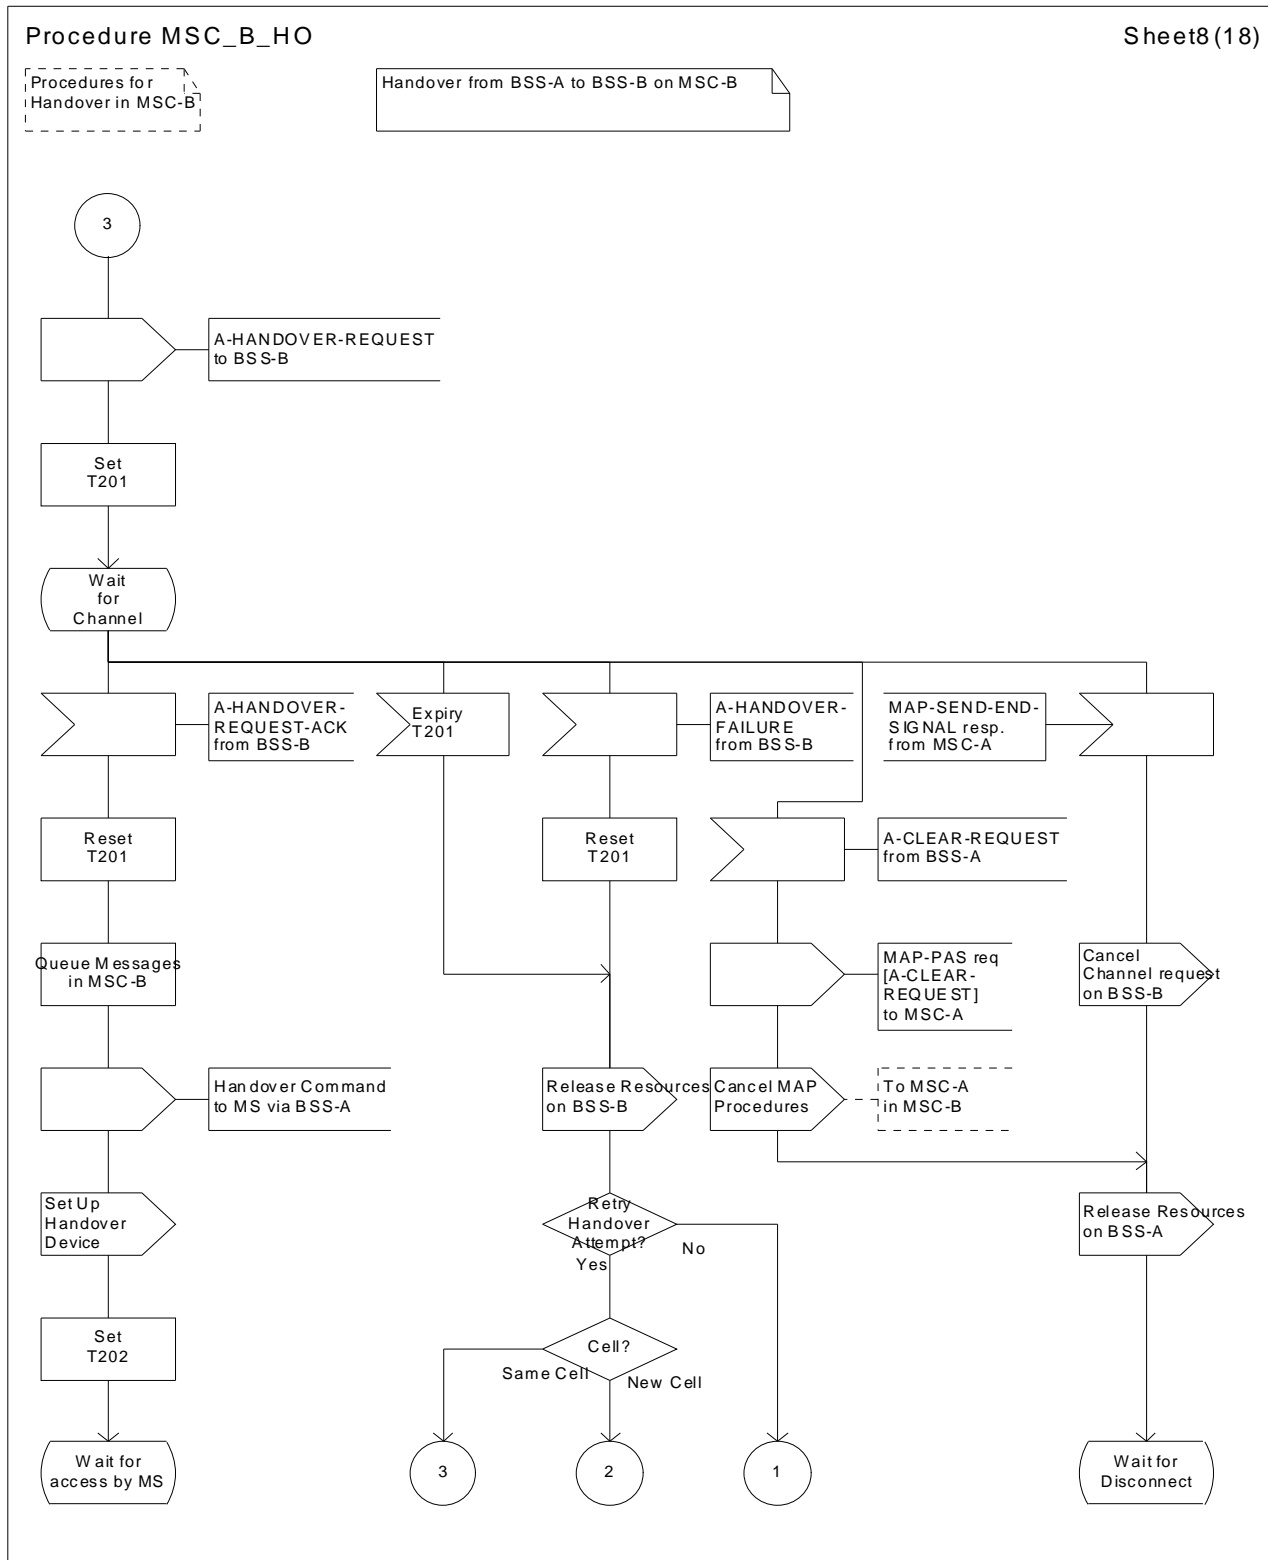 Procedure MSC_B_HO
Sheet8(18)
Procedures for
Handover in MSC-B
Handover from BSS-A to BSS-B on MSC-B
3
A-HANDOVER-REQUEST
to BSS-B
Set
T201
Wait
for
Channel
A-HANDOVER-
REQUEST-ACK
from BSS-B
Expiry
T201
A-HANDOVER-
FAILURE
from BSS-B
MAP-SEND-END-
SIGNAL resp.
from MSC-A
Reset
T201
Reset
T201
A-CLEAR-REQUEST
from BSS-A
Queue Messages
in MSC-B
MAP-PAS req
[A-CLEAR-
REQUEST]
to MSC-A
Cancel
Channel request
on BSS-B
Handover Command
to MS via BSS-A
Release Resources
on BSS-B
Cancel MAP
Procedures
To MSC-A
in MSC-B
Set Up
Handover
Device
Retry
Handover
Attempt?
Yes
No
Release Resources
on BSS-A
Set
T202
Cell?
Same Cell
New Cell
Wait for
access by MS
3
2
1
Wait for
Disconnect